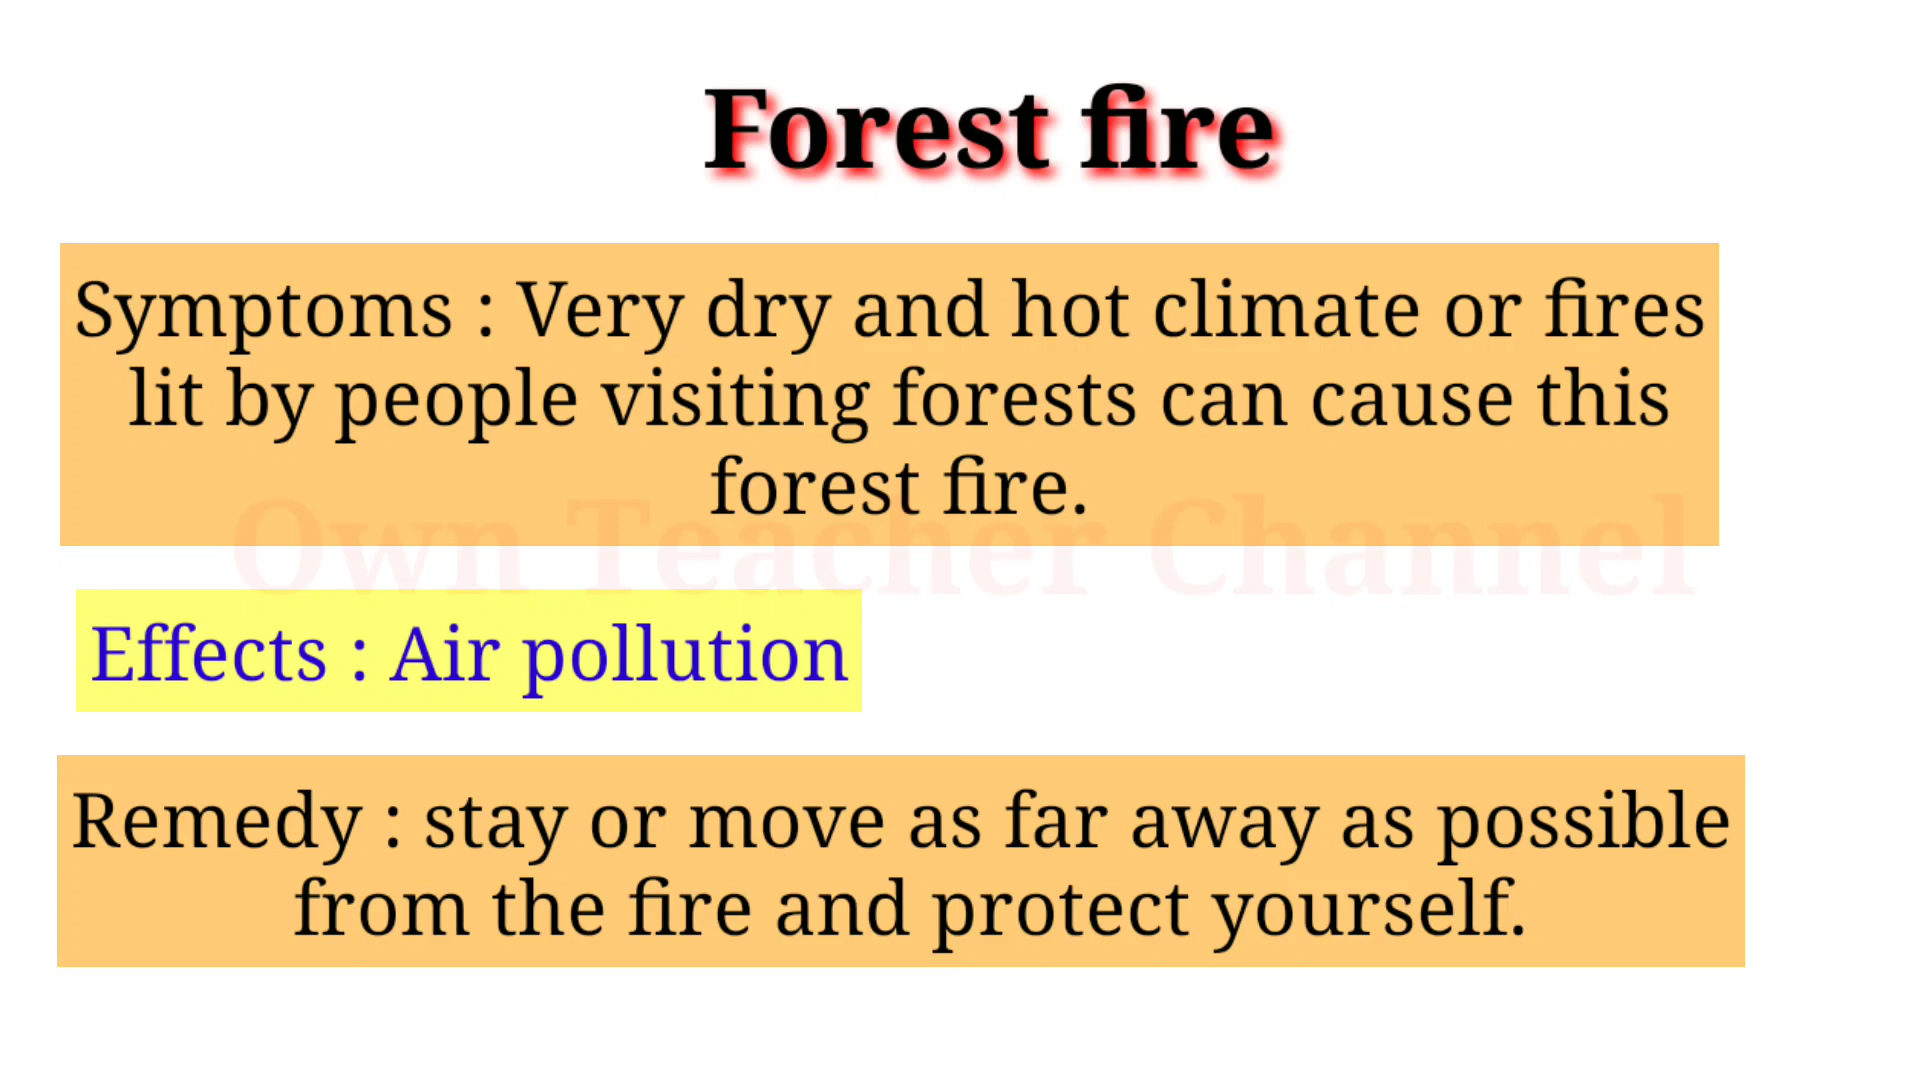 Forest fire
Symptoms : Very dry and hot climate or fires
lit by people visiting forests can cause this
forest fire.
Own Teacher Channel
Effects : Air pollution
Remedy : stay or move as far away as possible
from the fire and protect yourself.